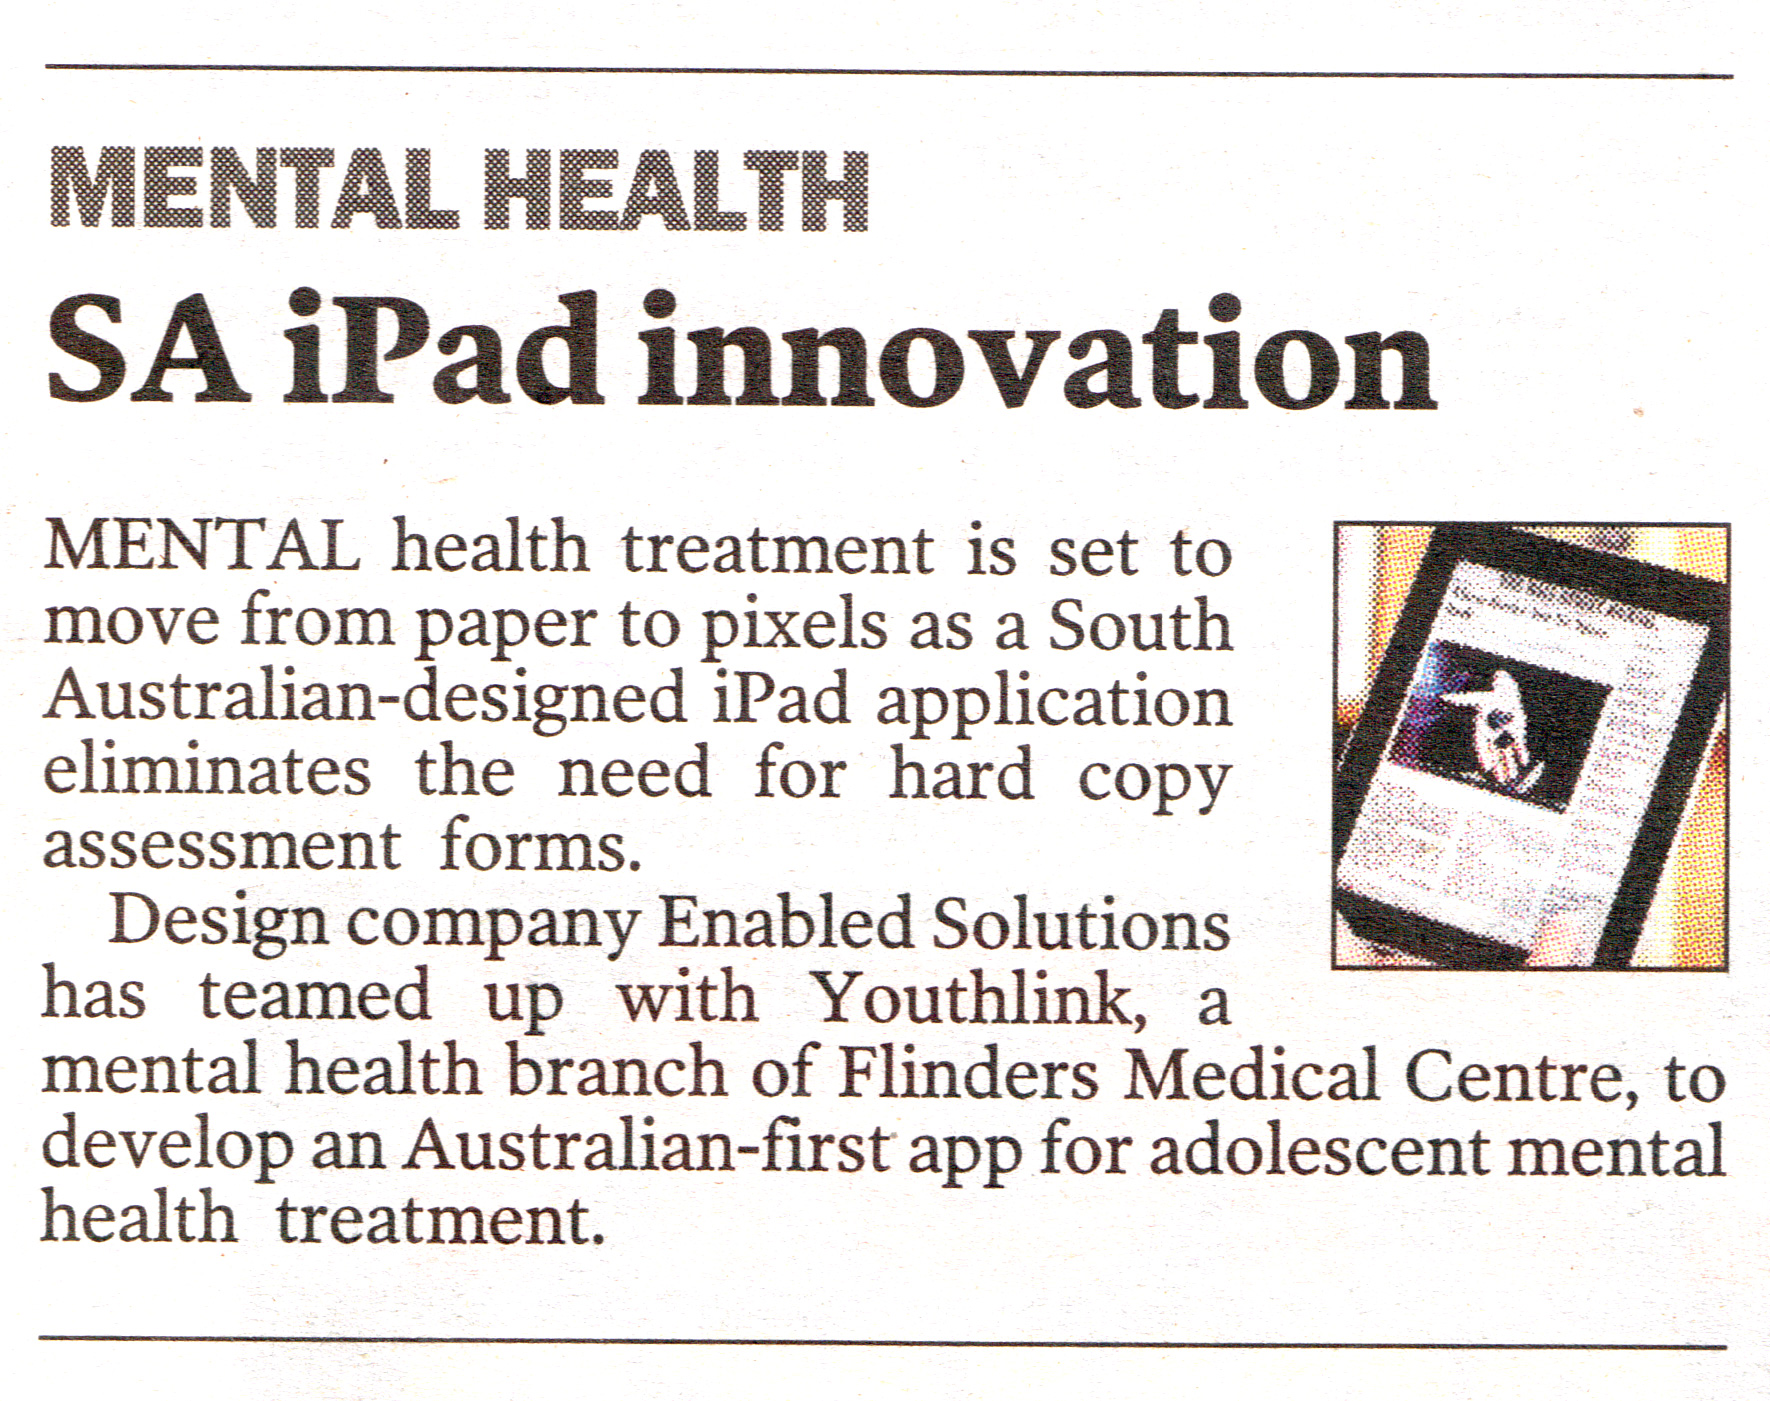 MENTAL HEALTH
SA iPad innovation
MENTAL health treatment is set to
move from paper to pixels as a South
Australian-designed iPad application
eliminates the need for hard copy
assessment forms.
Design company Enabled Solutions
has teamed up with Youthlink, a
mental health branch of Flinders Medical Centre, to
develop an Australian-first app for adolescent mental
health treatment.